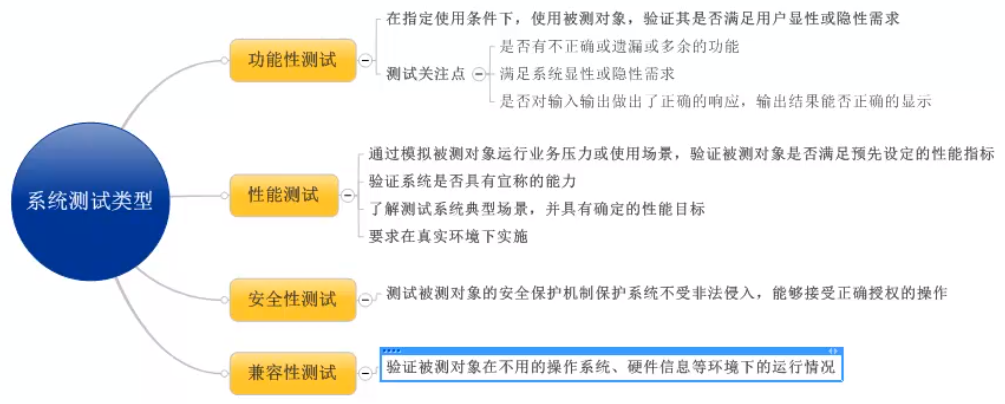 系统测试类型
功能性测试
在指定使用条件下，使用被测对象，验证其是否满足用户显性或隐性需求
测试关注点
是否有不正确或遗漏或多余的功能
满足系统显性或隐性需求
是否对输入输出做出了正确的响应，输出结果能否正确的显示
性能测试
通过模拟被测对象运行业务压力或使用场景，验证被测对象是否满足预先设定的性能指标
验证系统是否具有宣称的能力
了解测试系统典型场景，并具有确定的性能目标
要求在真实环境下实施
安全性测试
测试被测对象的安全保护机制保护系统不受非法侵入，能够接受正确授权的操作
兼容性测试
验证被测对象在不用的操作系统、硬件信息等环境下的运行情况